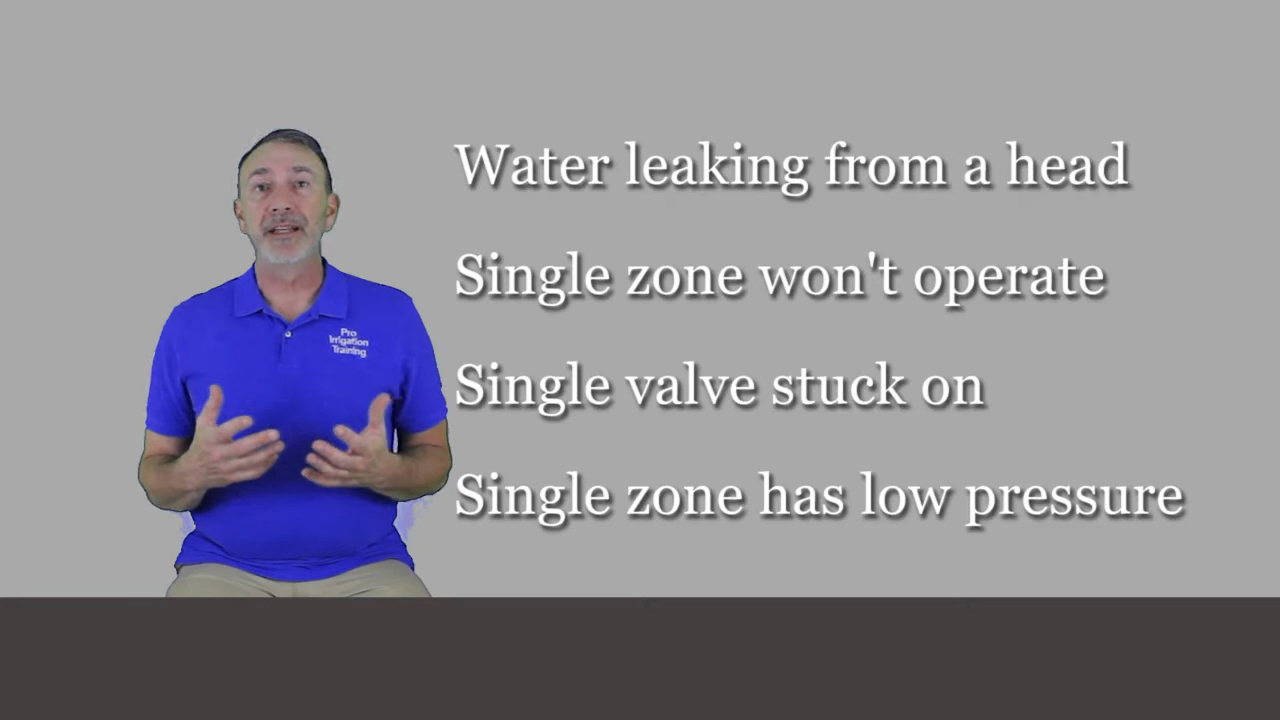 Water leaking from a head
Single zone won't operate
Single valve stuck on
Single zone has low pressure
Pro
Irrigation
Training